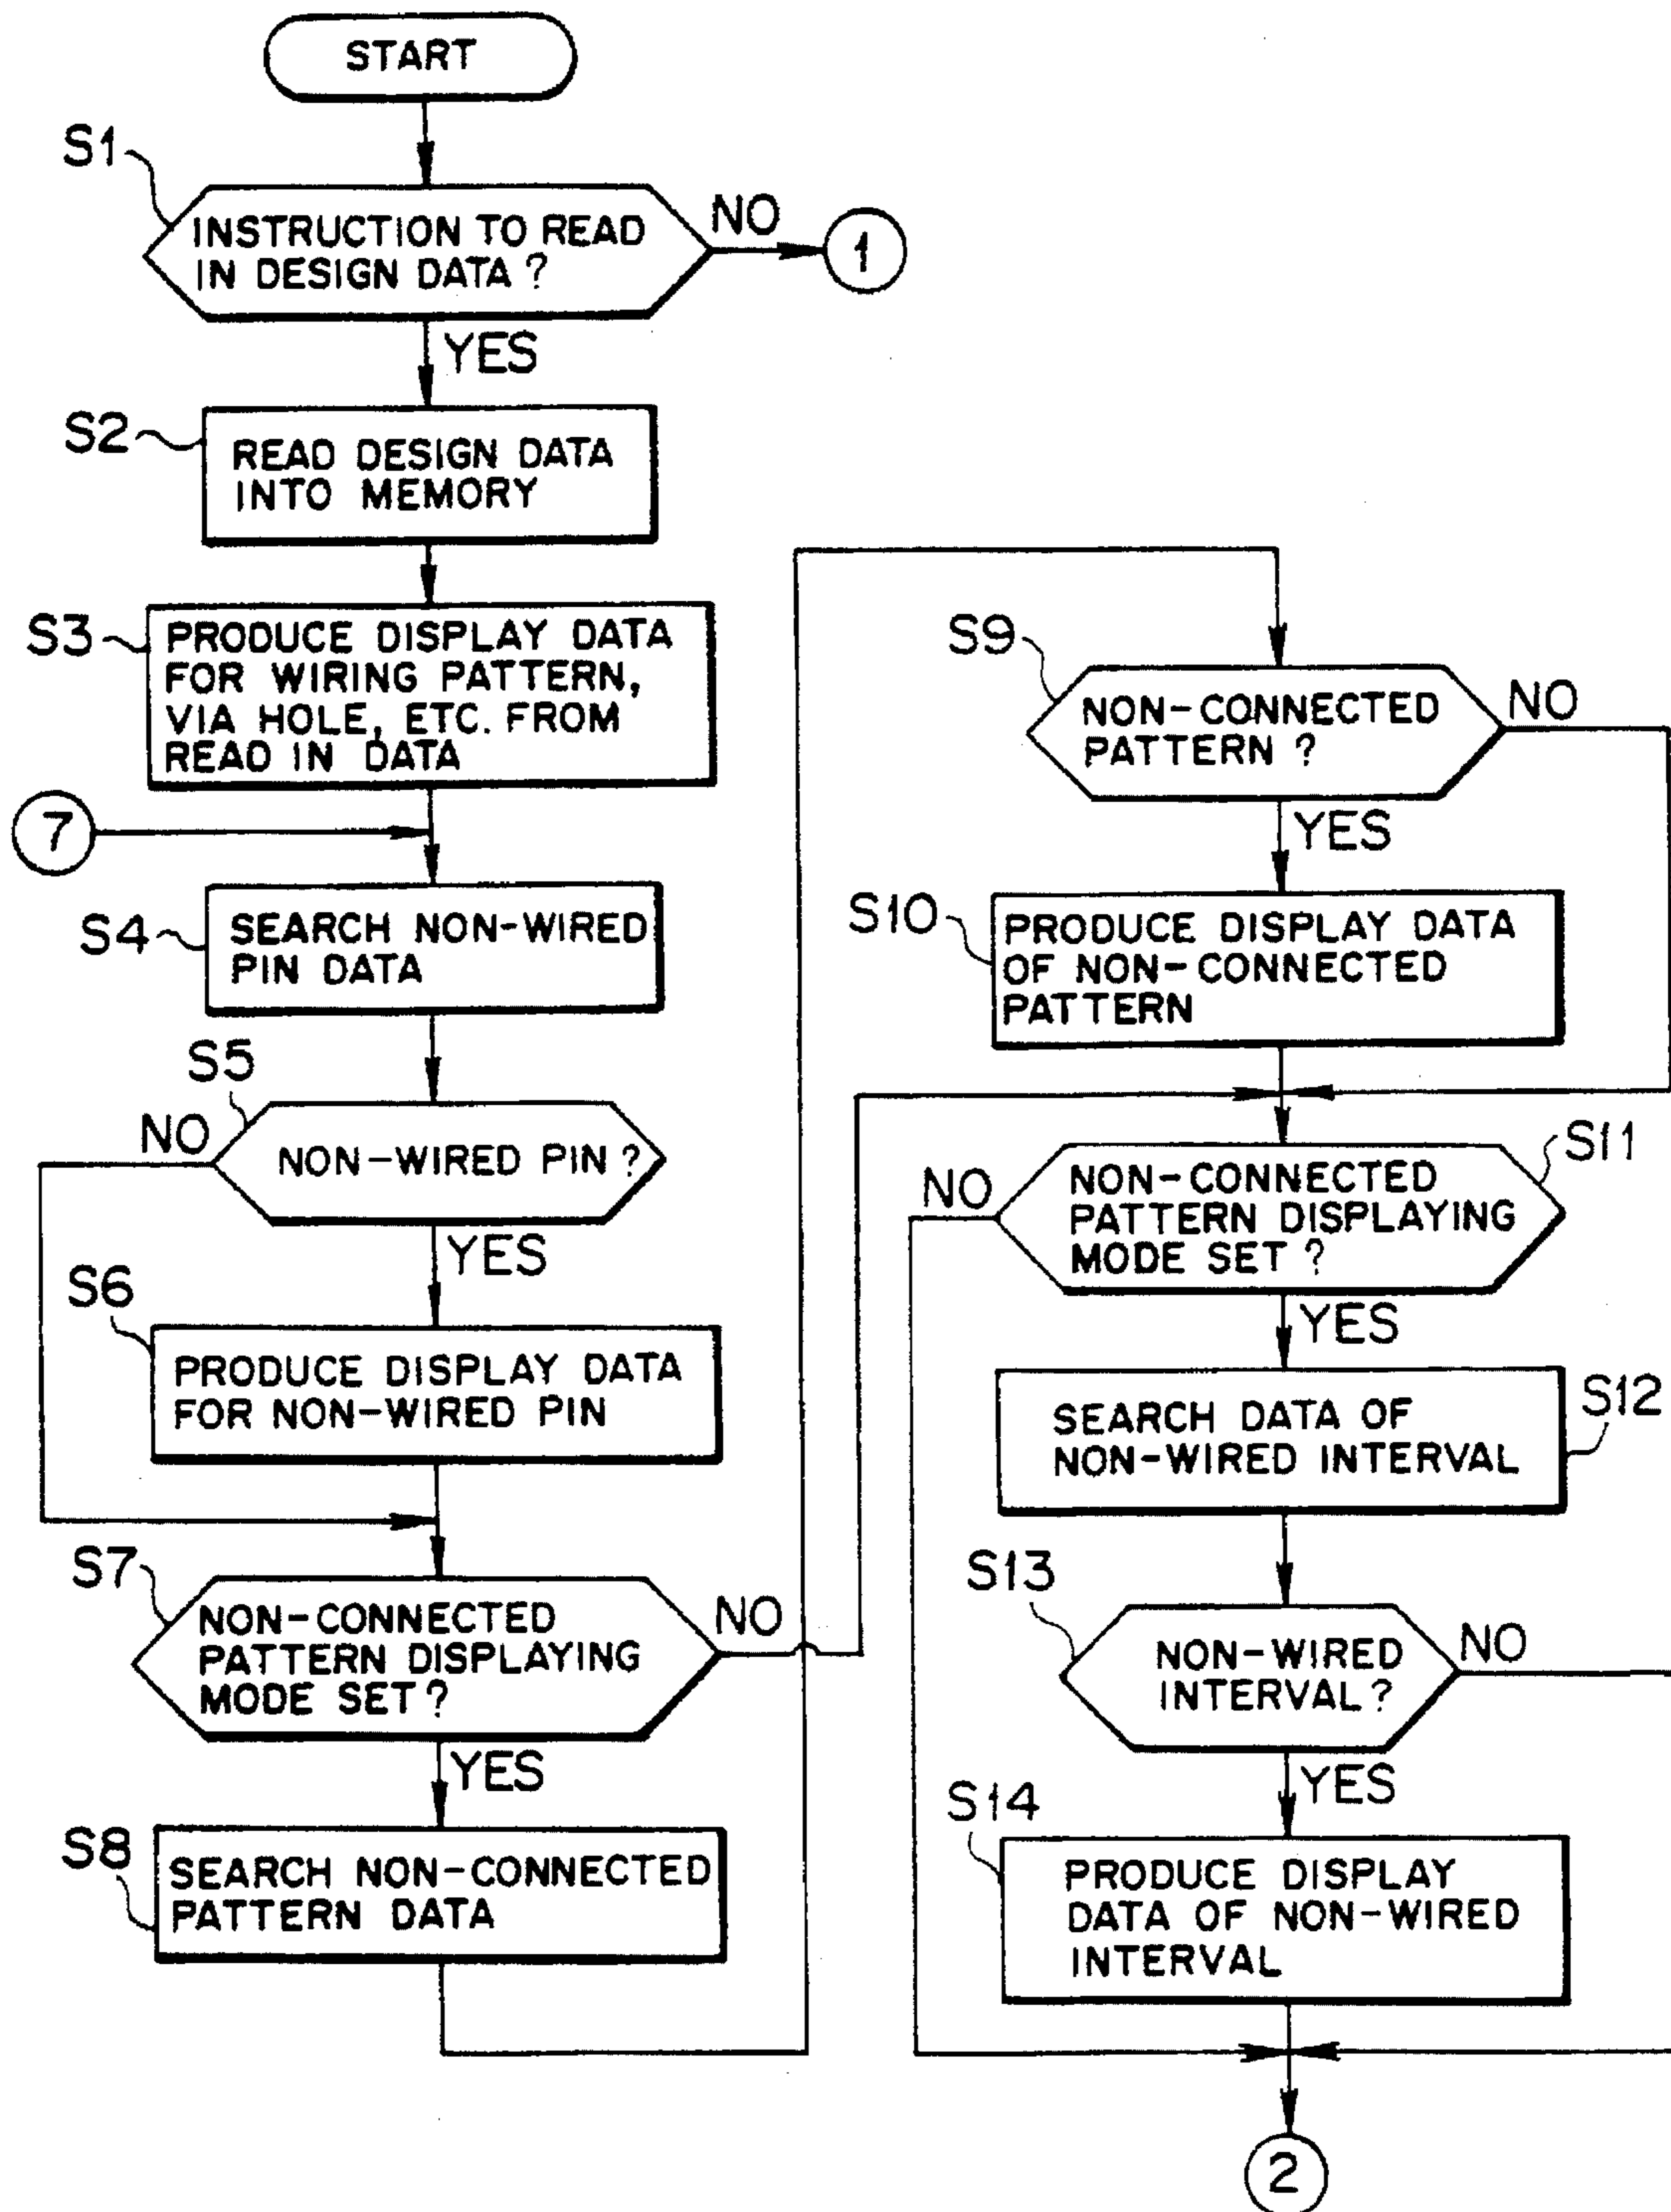 START
S1
INSTRUCTION TO READ
IN DESIGN DATA ?
NO
1
YES
S2
READ DESIGN DATA
INTO MEMORY
S3
PRODUCE DISPLAY DATA
FOR WIRING PATTERN,
VIA HOLE, ETC. FROM
READ IN DATA
7
S4
SEARCH NON-WIRED
PIN DATA
S5
NO
NON-WIRED PIN ?
YES
S6
PRODUCE DISPLAY DATA
FOR NON-WIRED PIN
S7
NON-CONNECTED
PATTERN DISPLAYING
MODE SET ?
NO
YES
S8
SEARCH NON-CONNECTED
PATTERN DATA
S9
NON-CONNECTED
PATTERN ?
NO
YES
S10
PRODUCE DISPLAY DATA
OF NON-CONNECTED
PATTERN
S11
NO
NON-CONNECTED
PATTERN DISPLAYING
MODE SET ?
YES
S12
SEARCH DATA OF
NON-WIRED INTERVAL
S13
NON-WIRED
INTERVAL ?
NO
YES
S14
PRODUCE DISPLAY
DATA OF NON-WIRED
INTERVAL
2